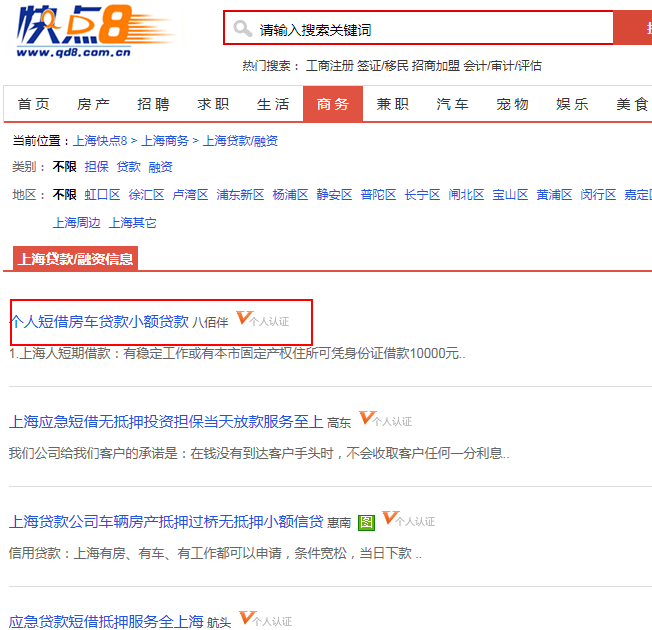 快点8
www.qd8.com.cn
请输入搜索关键词
热门搜索： 工商注册 签证/移民 招商加盟 会计/审计/评估
首页 房产 招聘 求职 生活 商务 兼职 汽车 宠物 娱乐 美食
当前位置：上海快点8 > 上海商务 > 上海贷款/融资
类别： 不限 担保 贷款 融资
地区： 不限 虹口区 徐汇区 卢湾区 浦东新区 杨浦区 静安区 普陀区 长宁区 闸北区 宝山区 黄浦区 闵行区 嘉定区
上海周边 上海其它
上海贷款/融资信息
个人短借房车贷款小额贷款 八佰伴 V个人认证
1.上海人短期借款：有稳定工作或有本市固定产权住所可凭身份证借款10000元..
上海应急短借无抵押投资担保当天放款服务至上 高东 V个人认证
我们公司给我们客户的承诺是：在钱没有到达客户手头时，不会收取客户任何一分利息..
上海贷款公司车辆房产抵押过桥无抵押小额信贷 惠南 图 V个人认证
信用贷款：上海有房、有车、有工作都可以申请，条件宽松，当日下款 ..
应急贷款短借抵押服务全上海 航头 V个人认证